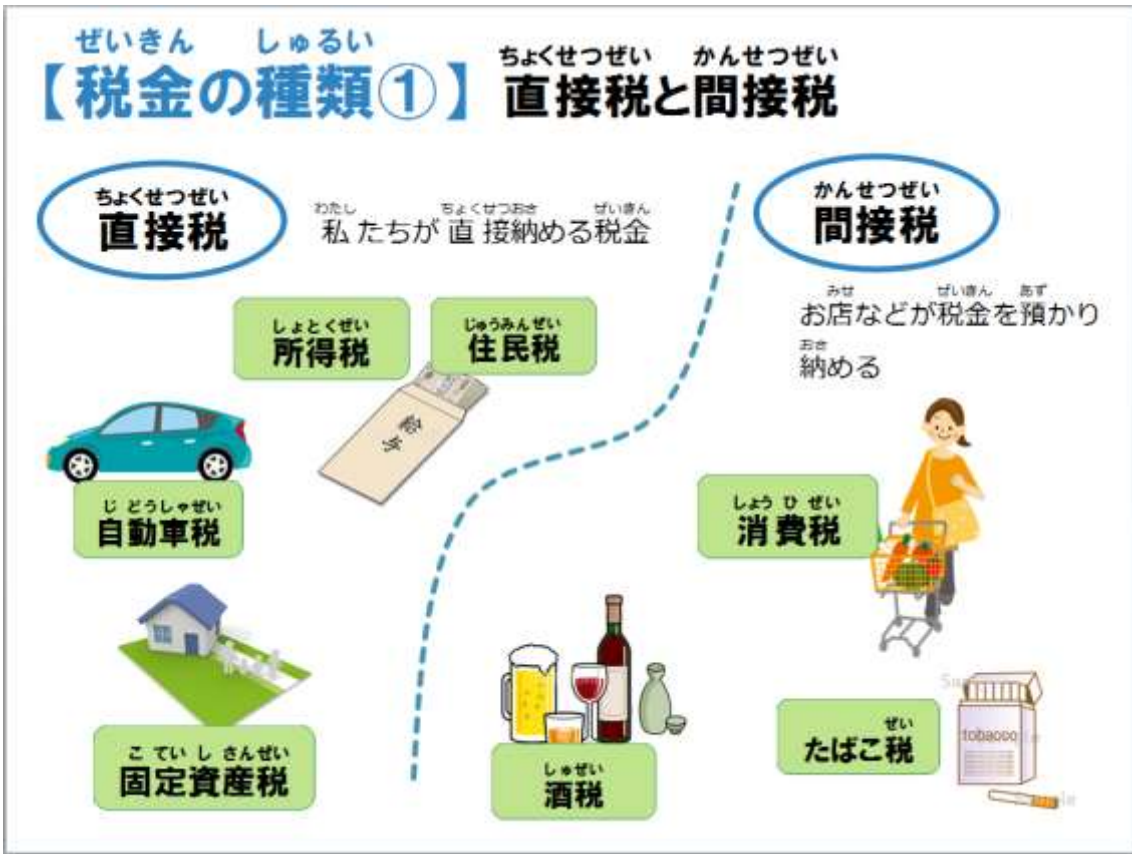 ぜいきん しゅるい
【税金の種類①】
ちょくせつぜい かんせつぜい
直接税と間接税
ちょくせつぜい
直接税
わたし ちょくせつおさ ぜいきん
私たちが直接納める税金
かんせつぜい
間接税
みせ ぜいきん あず
お店などが税金を預かり
おさ
納める
しょとくぜい
所得税
じゅうみんぜい
住民税
給与
じどうしゃぜい
自動車税
しょうひぜい
消費税
こていしさんぜい
固定資産税
しゅぜい
酒税
ぜい
たばこ税
tobacco